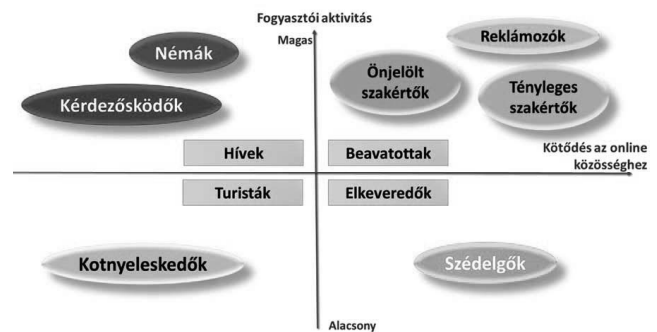 Fogyasztói aktivitás
Magas
Reklámozók
Némák
Önjelölt
szakértők
Tényleges
szakértők
Kérdezősködők
Hívek
Beavatottak
Kötődés az online
közösséghez
Turisták
Elkeveredők
Kotnyeleskedők
Szédelgők
Alacsony